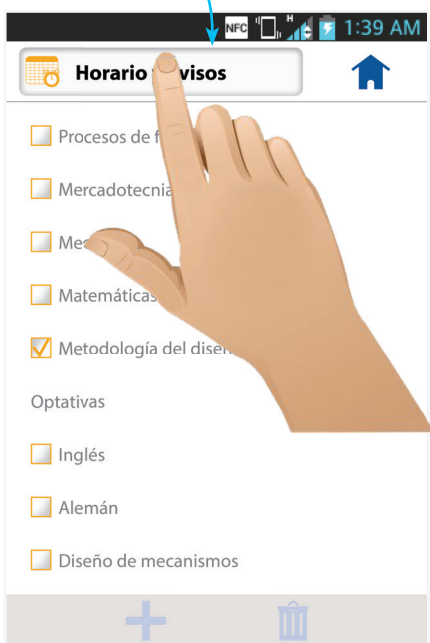 NFC H 1:39 AM
Horario visos
Procesos de f
Mercadotecnia
Me
Matemáticas
Metodología del diseñ
Optativas
Inglés
Alemán
Diseño de mecanismos